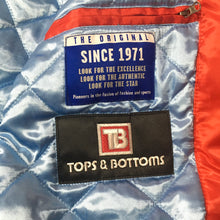 THE ORIGINAL
SINCE 1971
LOOK FOR THE EXCELLENCE
LOOK FOR THE AUTHENTIC
LOOK FOR THE STAR
Pioneers in the fusion of fashion and sports
TB
TOPS & BOTTOMS